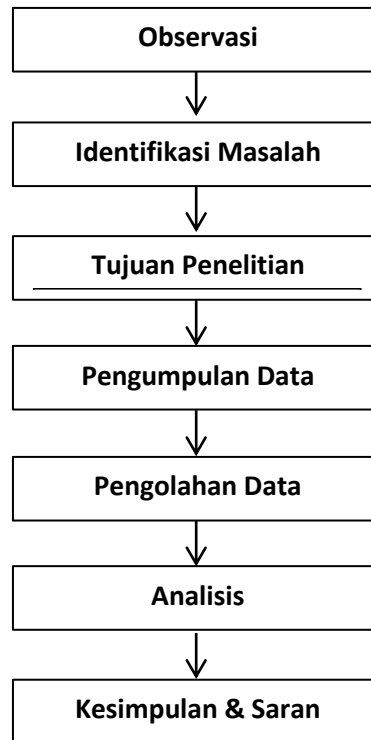 Observasi
Identifikasi Masalah
Tujuan Penelitian
Pengumpulan Data
Pengolahan Data
Analisis
Kesimpulan & Saran